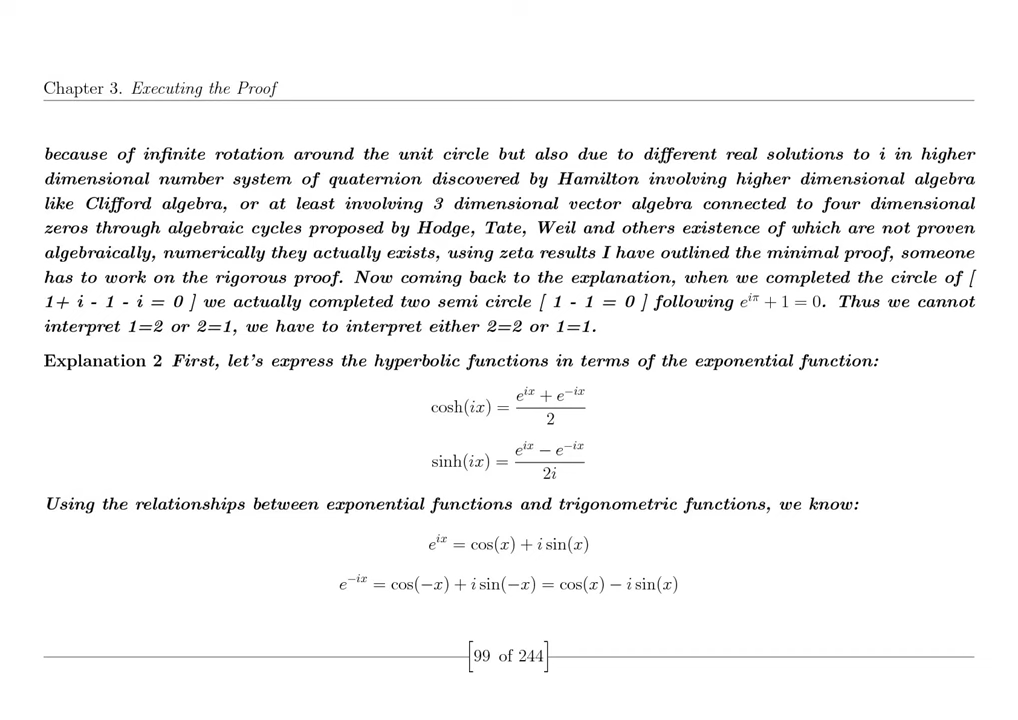 Chapter 3. Executing the Proof
because of infinite rotation around the unit circle but also due to different real solutions to i in higher
dimensional number system of quaternion discovered by Hamilton involving higher dimensional algebra
like Clifford algebra, or at least involving 3 dimensional vector algebra connected to four dimensional
zeros through algebraic cycles proposed by Hodge, Tate, Weil and others existence of which are not proven
algebraically, numerically they actually exists, using zeta results I have outlined the minimal proof, someone
has to work on the rigorous proof. Now coming back to the explanation, when we completed the circle of [
1+ i - 1 - i = 0 ] we actually completed two semi circle [ 1 - 1 = 0 ] following e^{iπ} + 1 = 0. Thus we cannot
interpret 1=2 or 2=1, we have to interpret either 2=2 or 1=1.
Explanation 2 First, let's express the hyperbolic functions in terms of the exponential function:
cosh(ix) = \frac{e^{ix} + e^{-ix}}{2}
sinh(ix) = \frac{e^{ix} − e^{-ix}}{2i}
Using the relationships between exponential functions and trigonometric functions, we know:
e^{ix} = cos(x) + i sin(x)
e^{-ix} = cos(−x) + i sin(−x) = cos(x) − i sin(x)
[99 of 244]